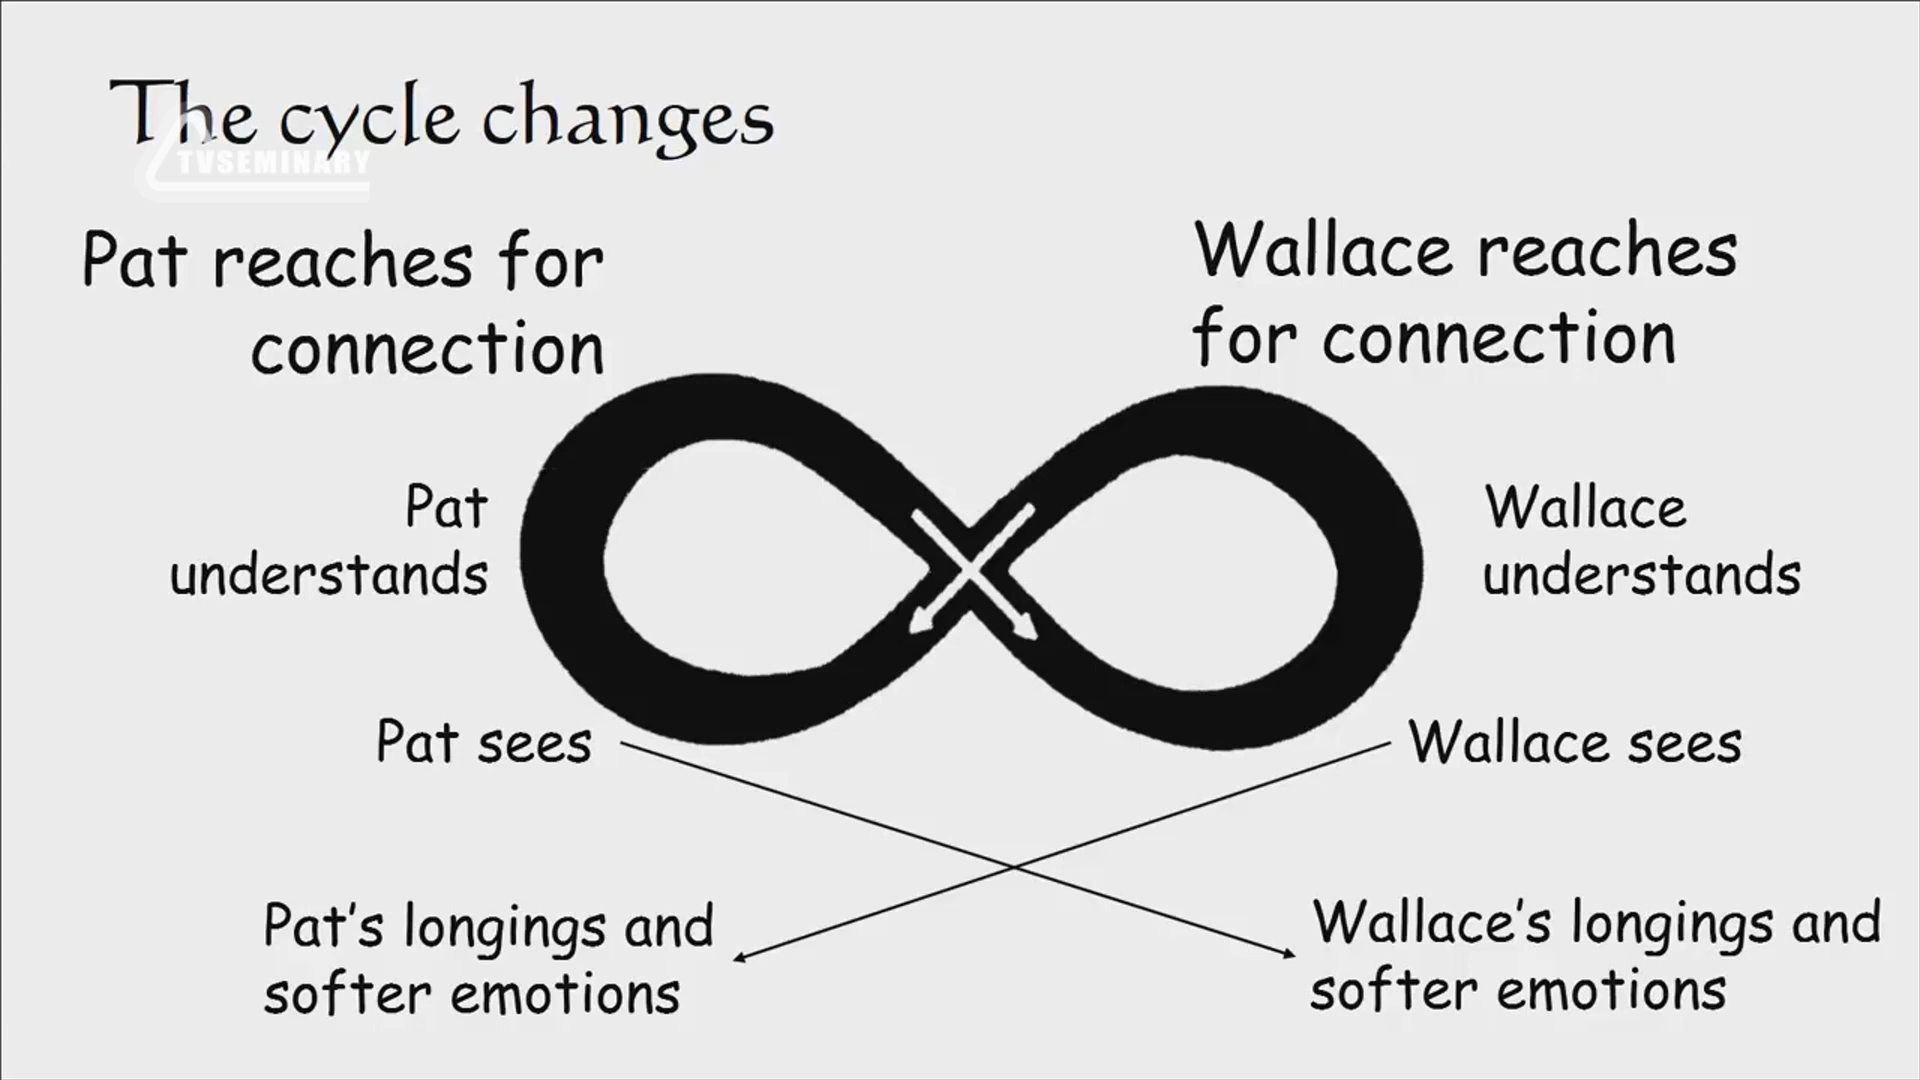 The cycle changes
TVSEMINARY
Pat reaches for
connection
Wallace reaches
for connection
Pat
understands
Wallace
understands
Pat sees
Wallace sees
Pat's longings and
softer emotions
Wallace's longings and
softer emotions